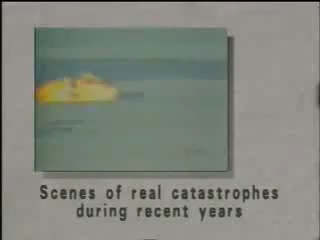 Scenes of real catastrophes
during recent years